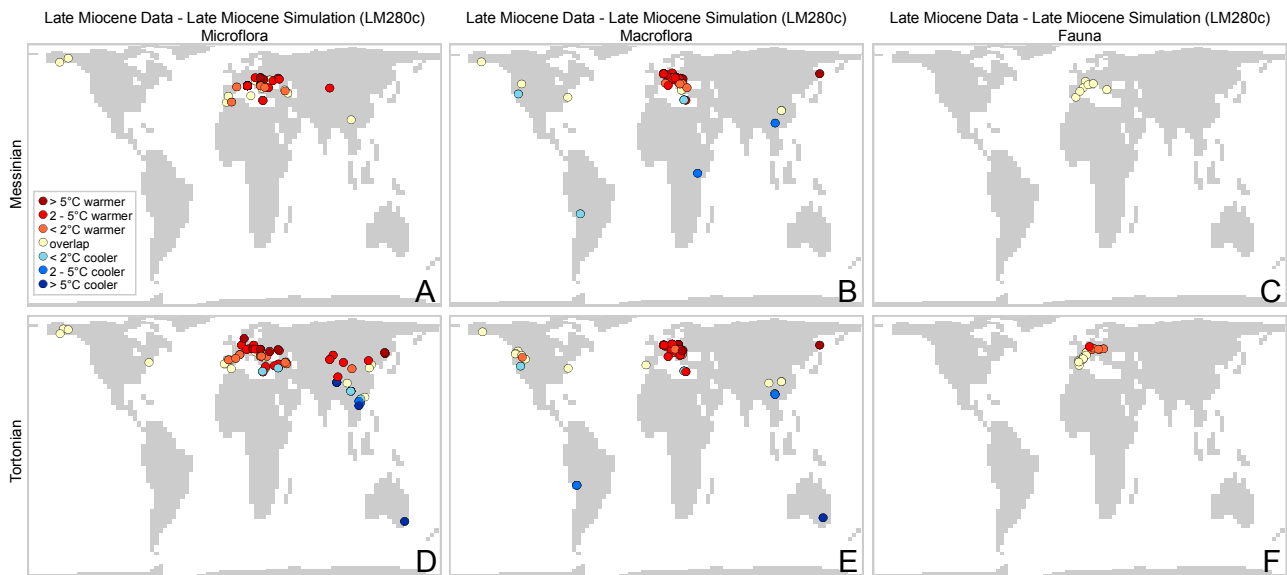 Late Miocene Data - Late Miocene Simulation (LM280c)
Microflora
Late Miocene Data - Late Miocene Simulation (LM280c)
Macroflora
Late Miocene Data - Late Miocene Simulation (LM280c)
Fauna
Messinian
> 5°C warmer
2 - 5°C warmer
< 2°C warmer
overlap
< 2°C cooler
2 - 5°C cooler
> 5°C cooler
A
B
C
Tortonian
D
E
F